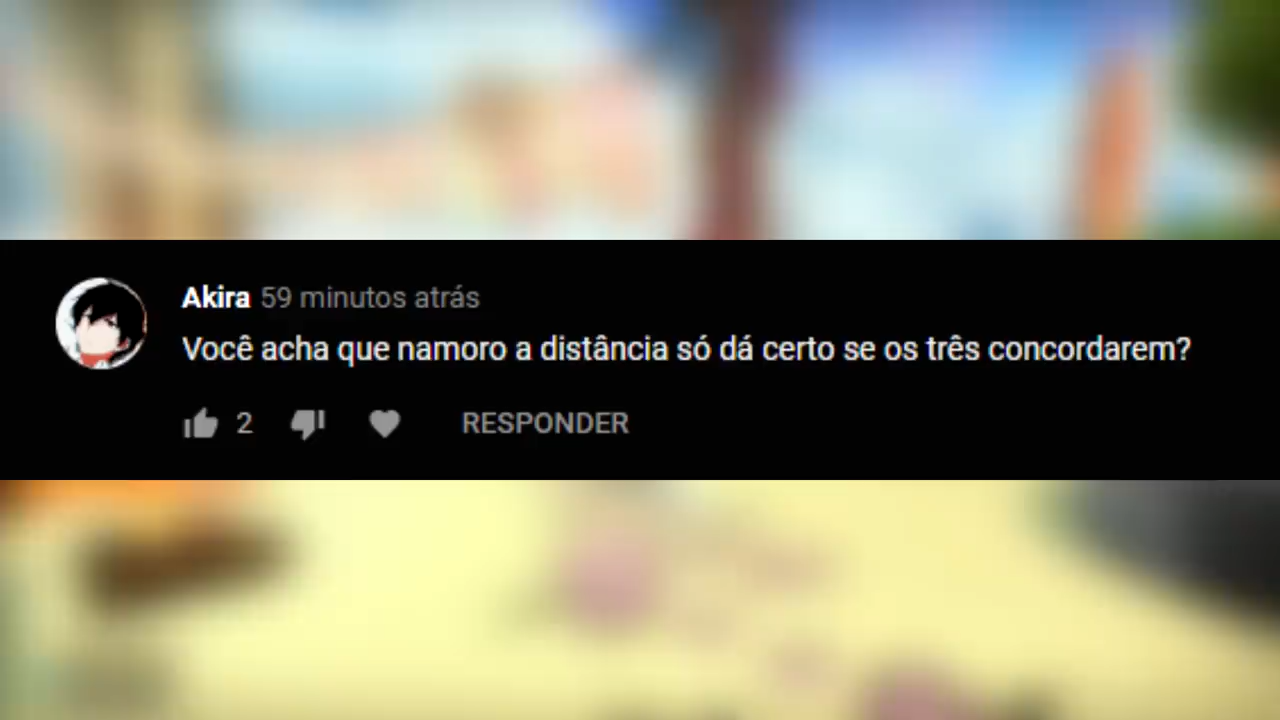 Akira 59 minutos atrás
Você acha que namoro a distância só dá certo se os três concordarem?
2 RESPONDER